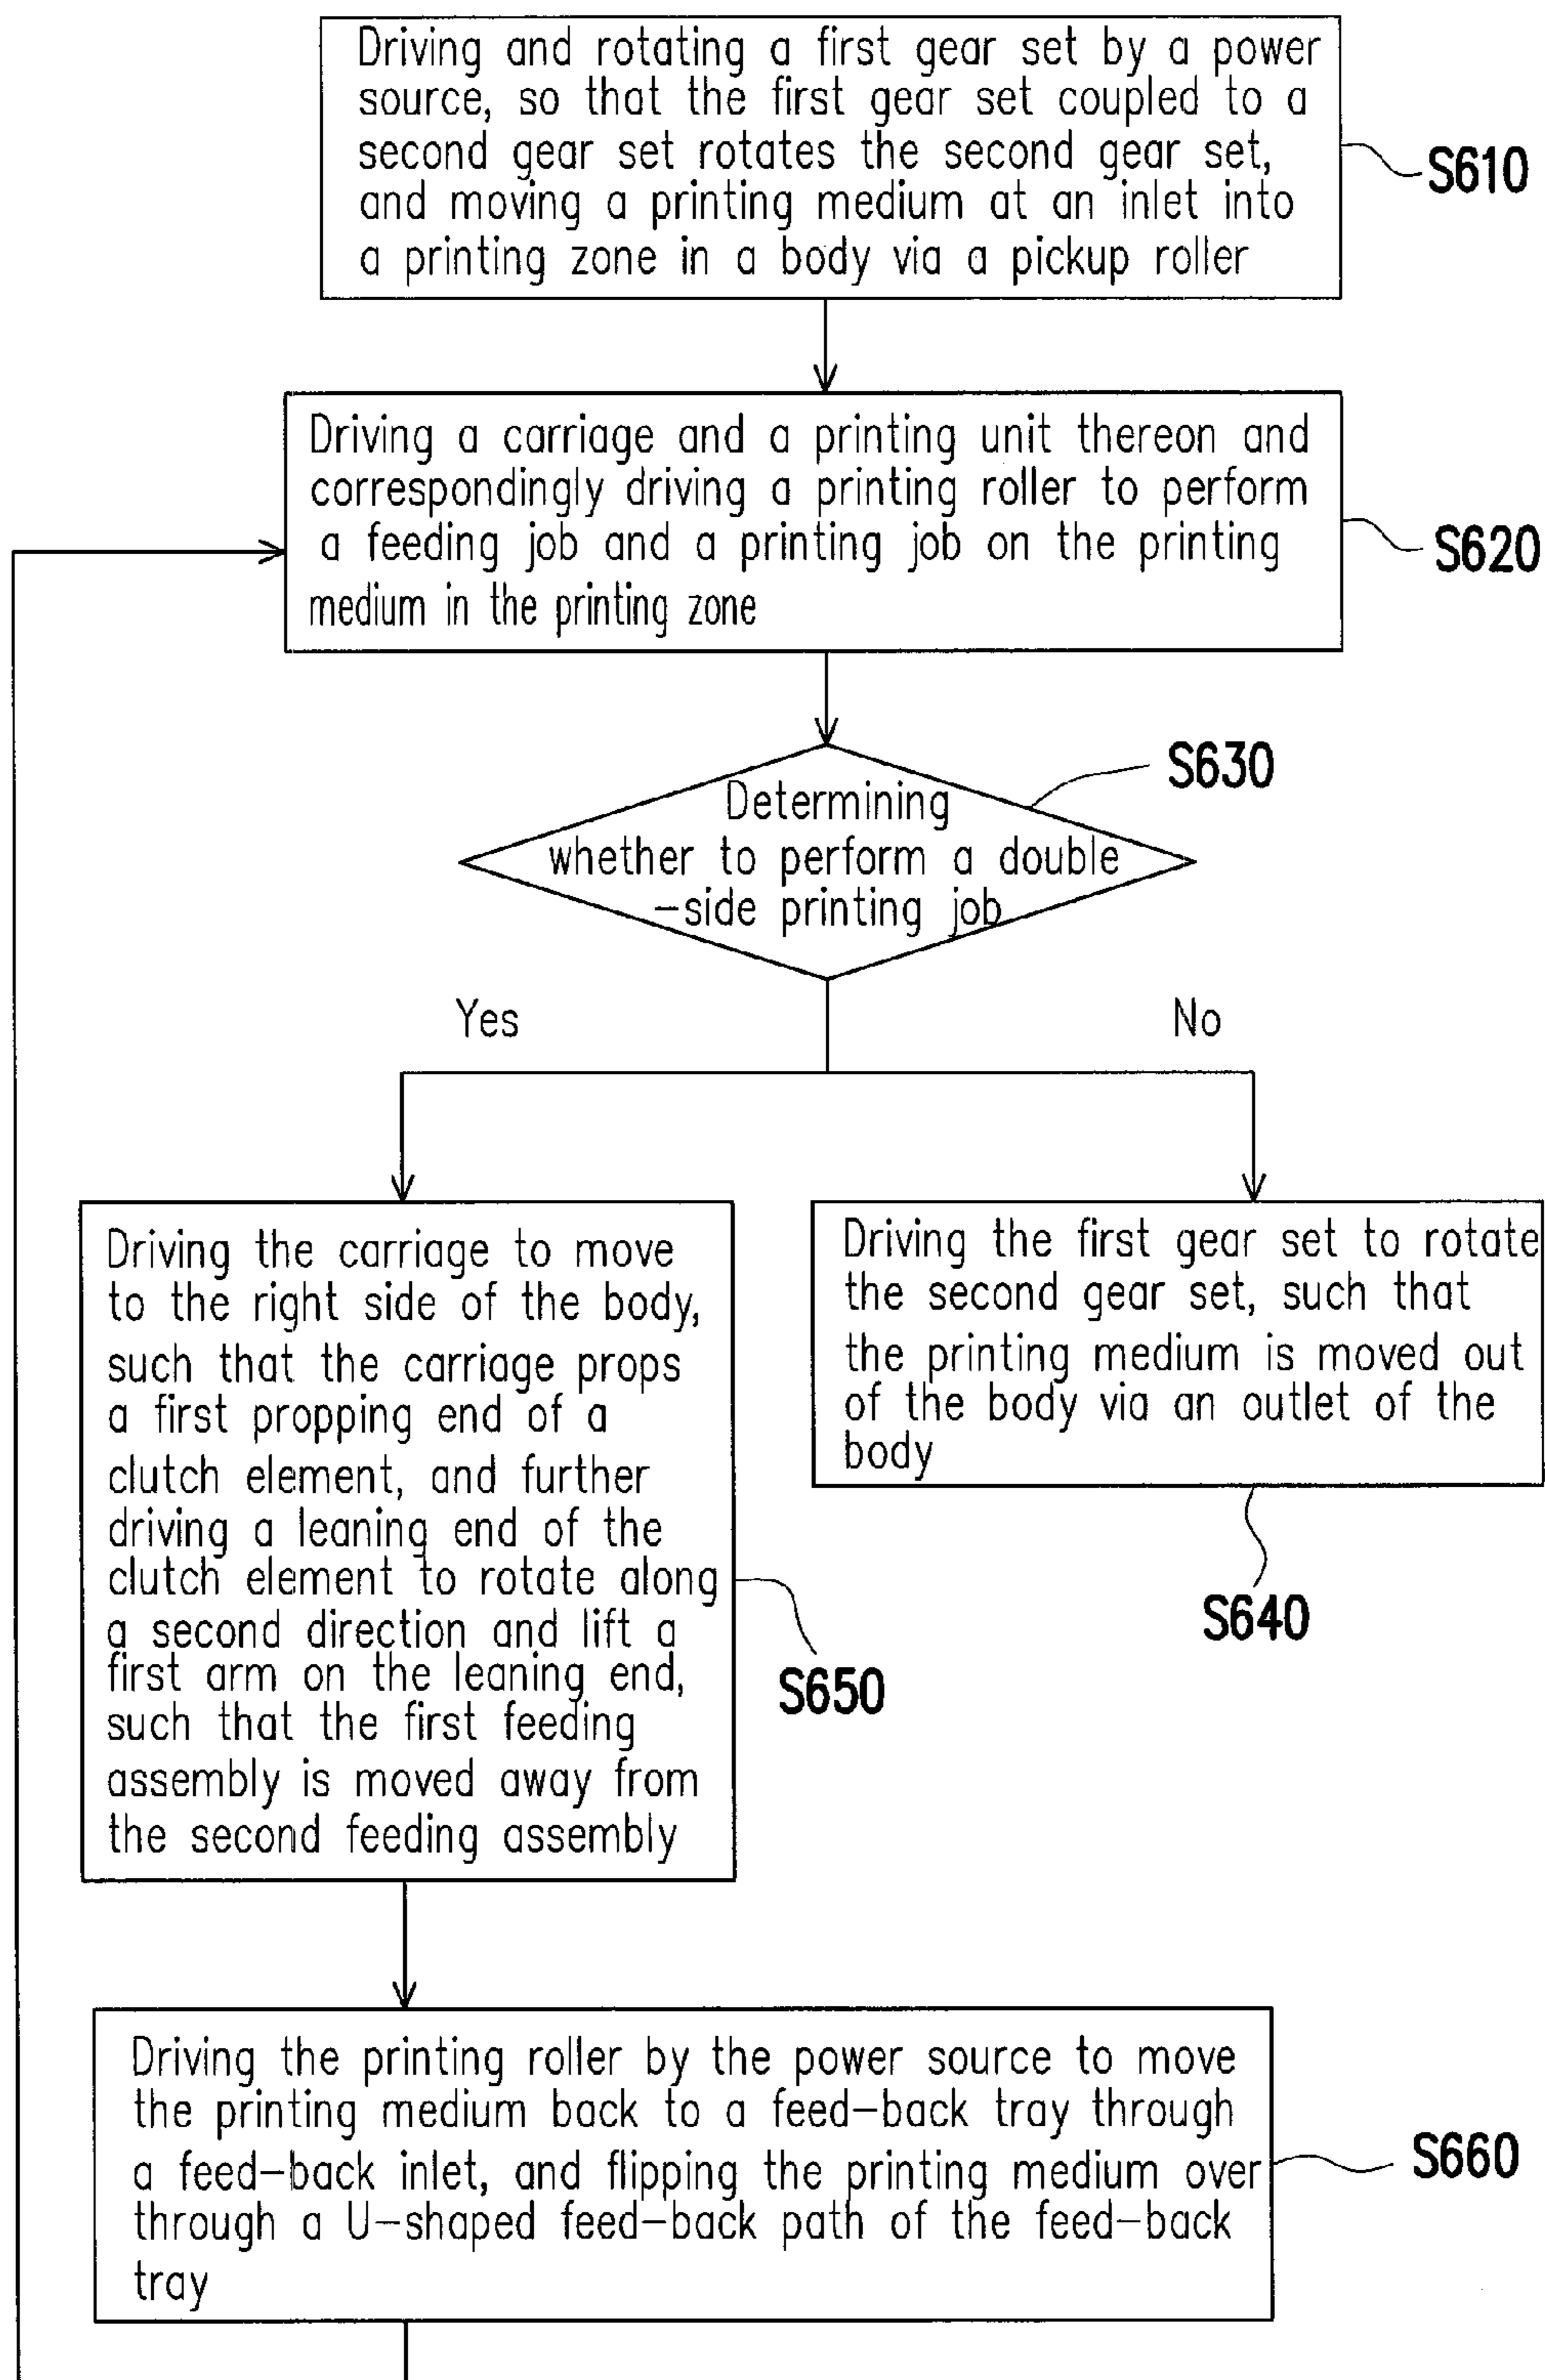 Driving and rotating a first gear set by a power
source, so that the first gear set coupled to a
second gear set rotates the second gear set,
and moving a printing medium at an inlet into
a printing zone in a body via a pickup roller
S610
Driving a carriage and a printing unit thereon and
correspondingly driving a printing roller to perform
a feeding job and a printing job on the printing
medium in the printing zone
S620
S630
Determining
whether to perform a double
-side printing job
Yes
No
Driving the carriage to move
to the right side of the body,
such that the carriage props
a first propping end of a
clutch element, and further
driving a leaning end of the
clutch element to rotate along
a second direction and lift a
first arm on the leaning end,
such that the first feeding
assembly is moved away from
the second feeding assembly
S650
Driving the first gear set to rotate
the second gear set, such that
the printing medium is moved out
of the body via an outlet of the
body
S640
Driving the printing roller by the power source to move
the printing medium back to a feed-back tray through
a feed-back inlet, and flipping the printing medium over
through a U-shaped feed-back path of the feed-back
tray
S660